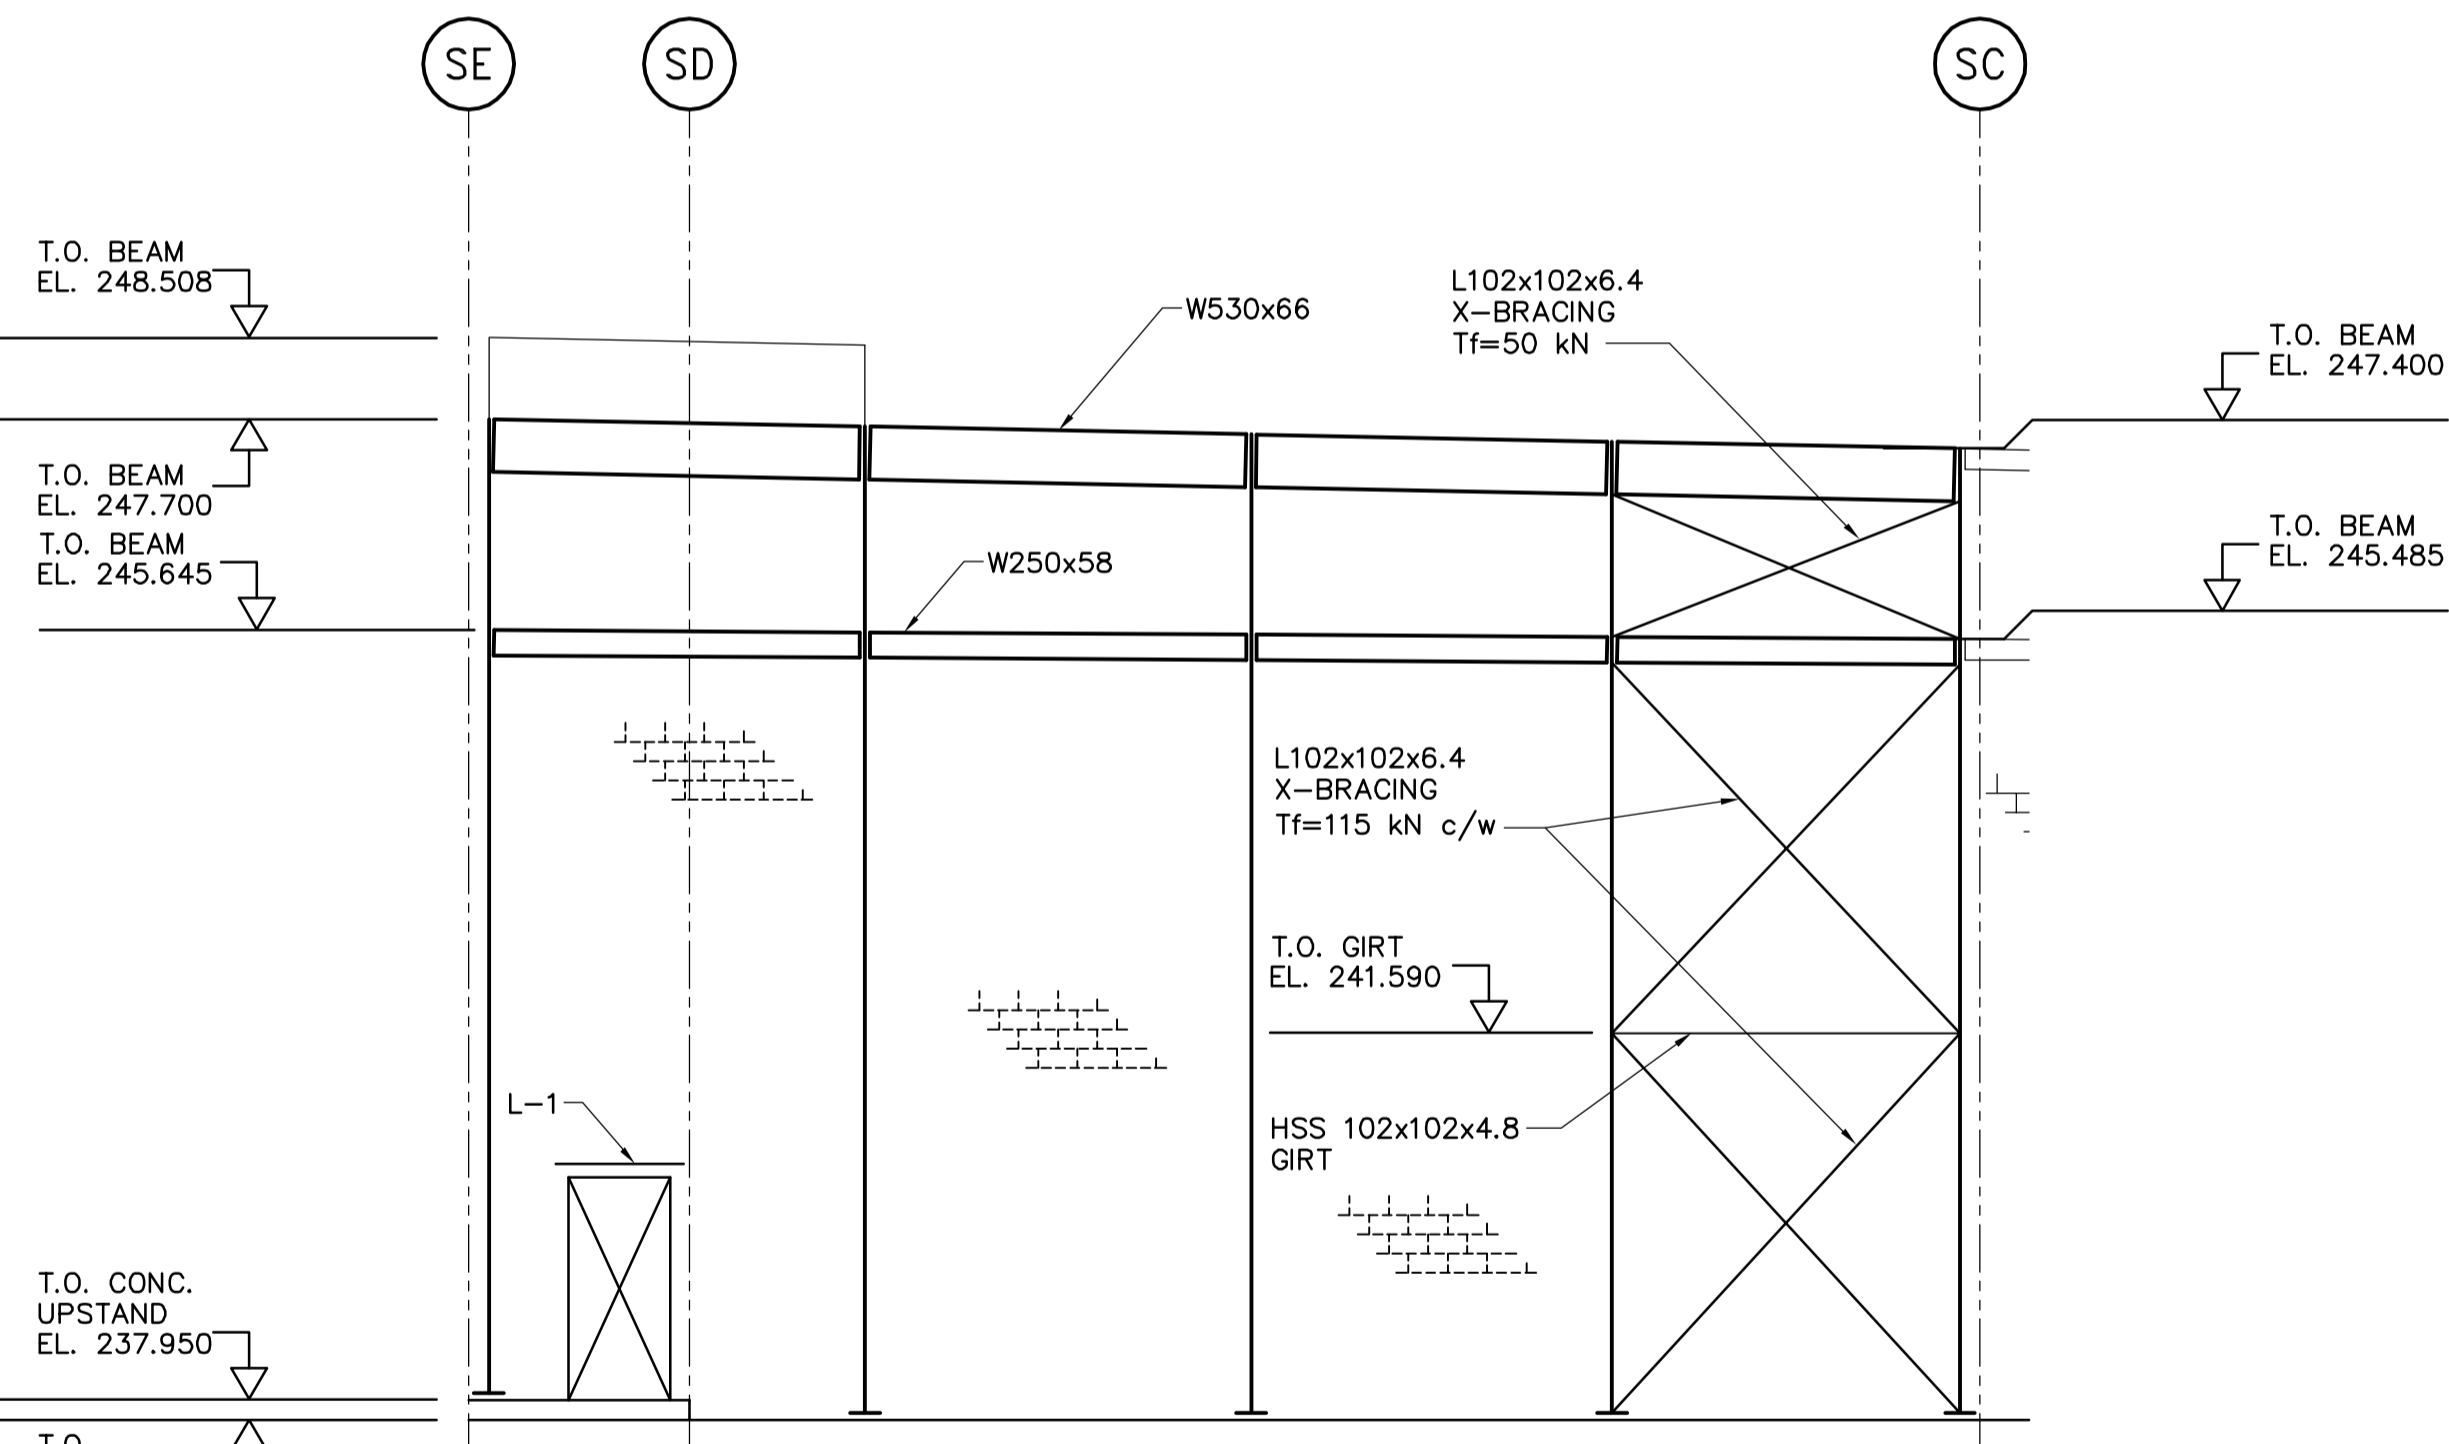 SE
SD
SC
T.O. BEAM
EL. 248.508
W530x66
L102x102x6.4
X-BRACING
Tf=50 kN
T.O. BEAM
EL. 247.400
T.O. BEAM
EL. 247.700
T.O. BEAM
EL. 245.645
W250x58
T.O. BEAM
EL. 245.485
L102x102x6.4
X-BRACING
Tf=115 kN c/w
T.O. GIRT
EL. 241.590
L-1
HSS 102x102x4.8
GIRT
T.O. CONC.
UPSTAND
EL. 237.950